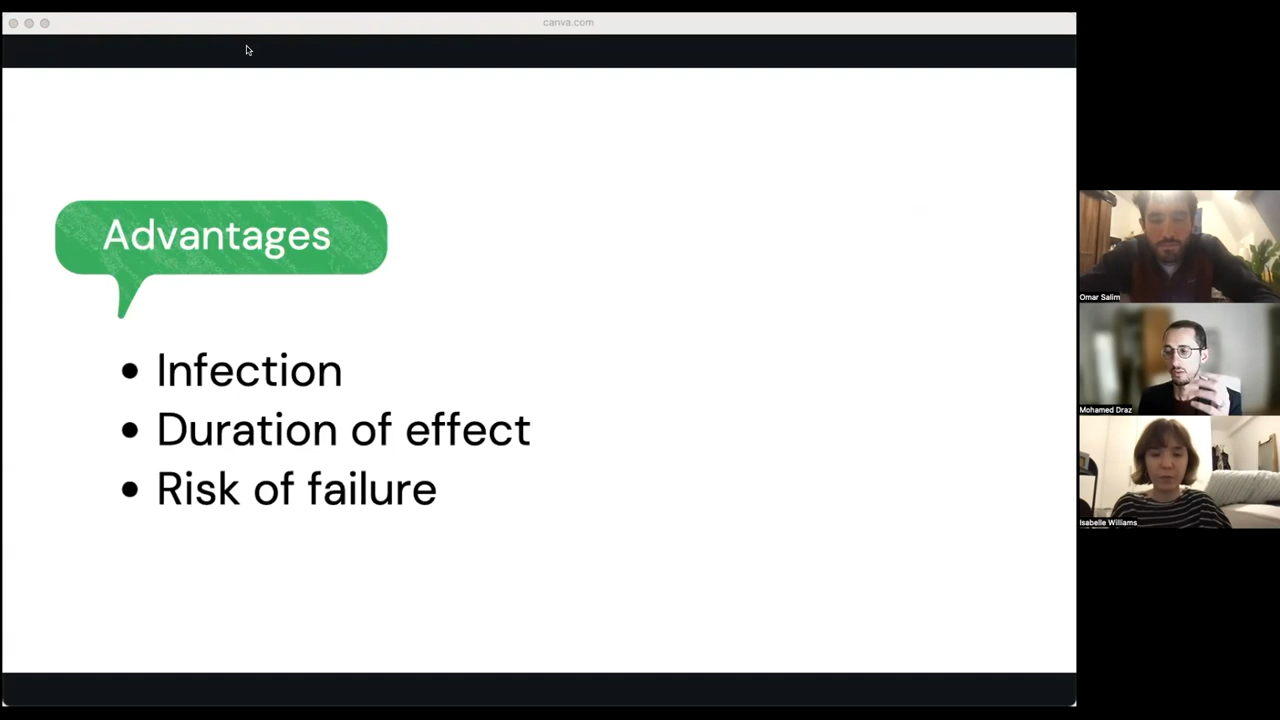 canva.com
Advantages
• Infection
• Duration of effect
• Risk of failure
Omar Salim
Mohamed Draz
Isabelle Williams